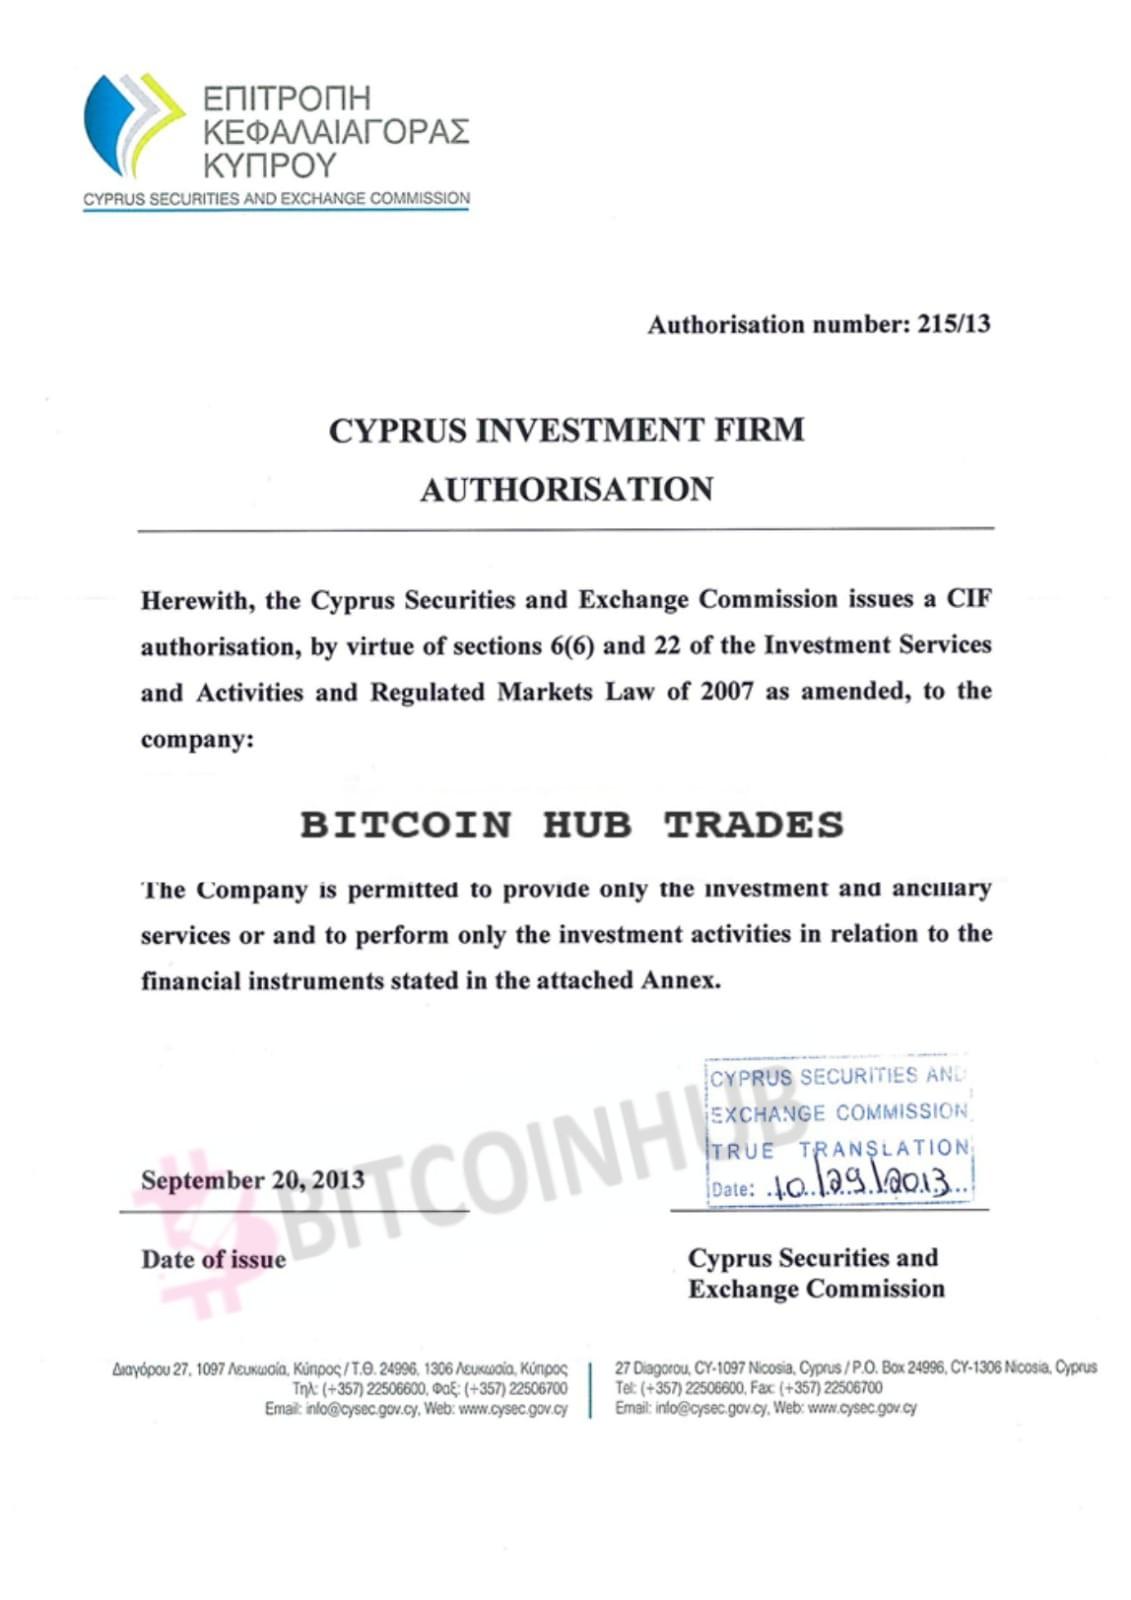 ΕΠΙΤΡΟΠΗ
ΚΕΦΑΛΑΙΑΓΟΡΑΣ
ΚΥΠΡΟΥ
CYPRUS SECURITIES AND EXCHANGE COMMISSION
Authorisation number: 215/13
CYPRUS INVESTMENT FIRM
AUTHORISATION
Herewith, the Cyprus Securities and Exchange Commission issues a CIF
authorisation, by virtue of sections 6(6) and 22 of the Investment Services
and Activities and Regulated Markets Law of 2007 as amended, to the
company:
BITCOIN HUB TRADES
The Company is permitted to provide only the investment and ancillary
services or and to perform only the investment activities in relation to the
financial instruments stated in the attached Annex.
CYPRUS SECURITIES AND
EXCHANGE COMMISSION
TRUE TRANSLATION
Date: 10/29/2013
BITCOINHUB
September 20, 2013
Date of issue
Cyprus Securities and
Exchange Commission
Διαγόρου 27, 1097 Λευκωσία, Κύπρος / Τ.Θ. 24996, 1306 Λευκωσία, Κύπρος
Τηλ: (+357) 22506600, Φαξ: (+357) 22506700
Email: info@cysec.gov.cy, Web: www.cysec.gov.cy
27 Diagorou, CY-1097 Nicosia, Cyprus / P.O. Box 24996, CY-1306 Nicosia, Cyprus
Tel: (+357) 22506600, Fax: (+357) 22506700
Email: info@cysec.gov.cy, Web: www.cysec.gov.cy